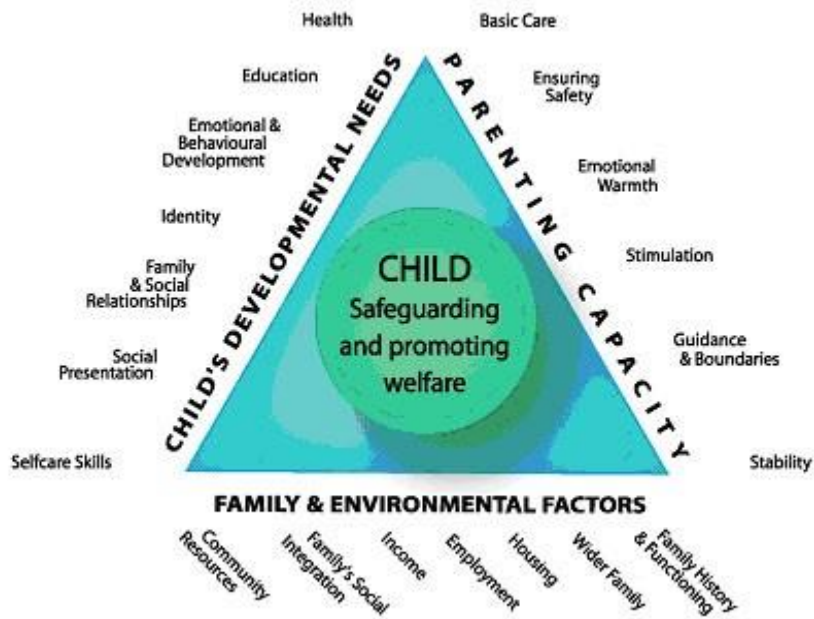 Health
Education
Emotional &
Behavioural
Development
Identity
Family
& Social
Relationships
Social
Presentation
Selfcare Skills
CHILD'S DEVELOPMENTAL NEEDS
CHILD
Safeguarding
and promoting
welfare
PARENTING CAPACITY
Basic Care
Ensuring
Safety
Emotional
Warmth
Stimulation
Guidance
& Boundaries
Stability
FAMILY & ENVIRONMENTAL FACTORS
Community
Resources
Family's Social
Integration
Income
Employment
Housing
Wider Family
Family History
& Functioning